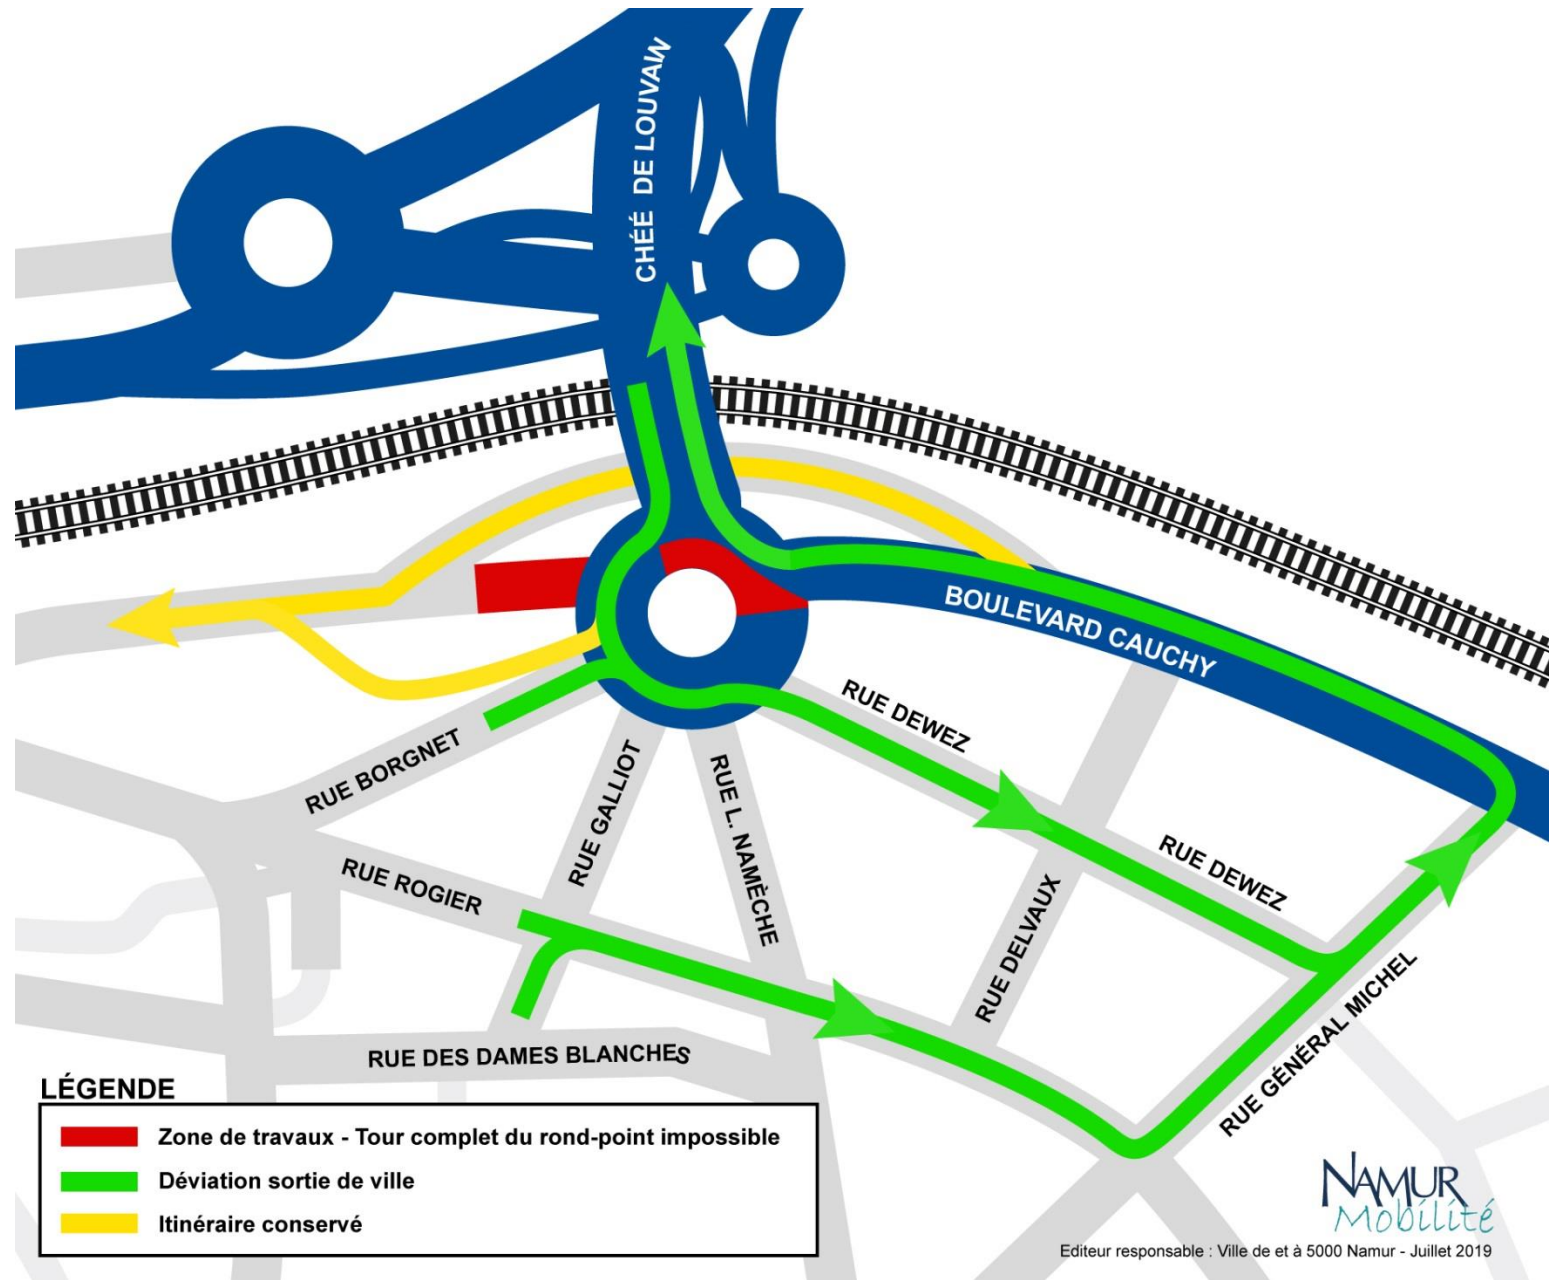 CHÉÉ DE LOUVAIN
BOULEVARD CAUCHY
RUE DEWEZ
RUE BORGNET
RUE GALLIOT
RUE L. NAMÈCHE
RUE DEWEZ
RUE ROGIER
RUE DELVAUX
RUE GÉNÉRAL MICHEL
RUE DES DAMES BLANCHES
LÉGENDE
Zone de travaux - Tour complet du rond-point impossible
Déviation sortie de ville
Itinéraire conservé
NAMUR
Mobilité
Editeur responsable : Ville de et à 5000 Namur - Juillet 2019